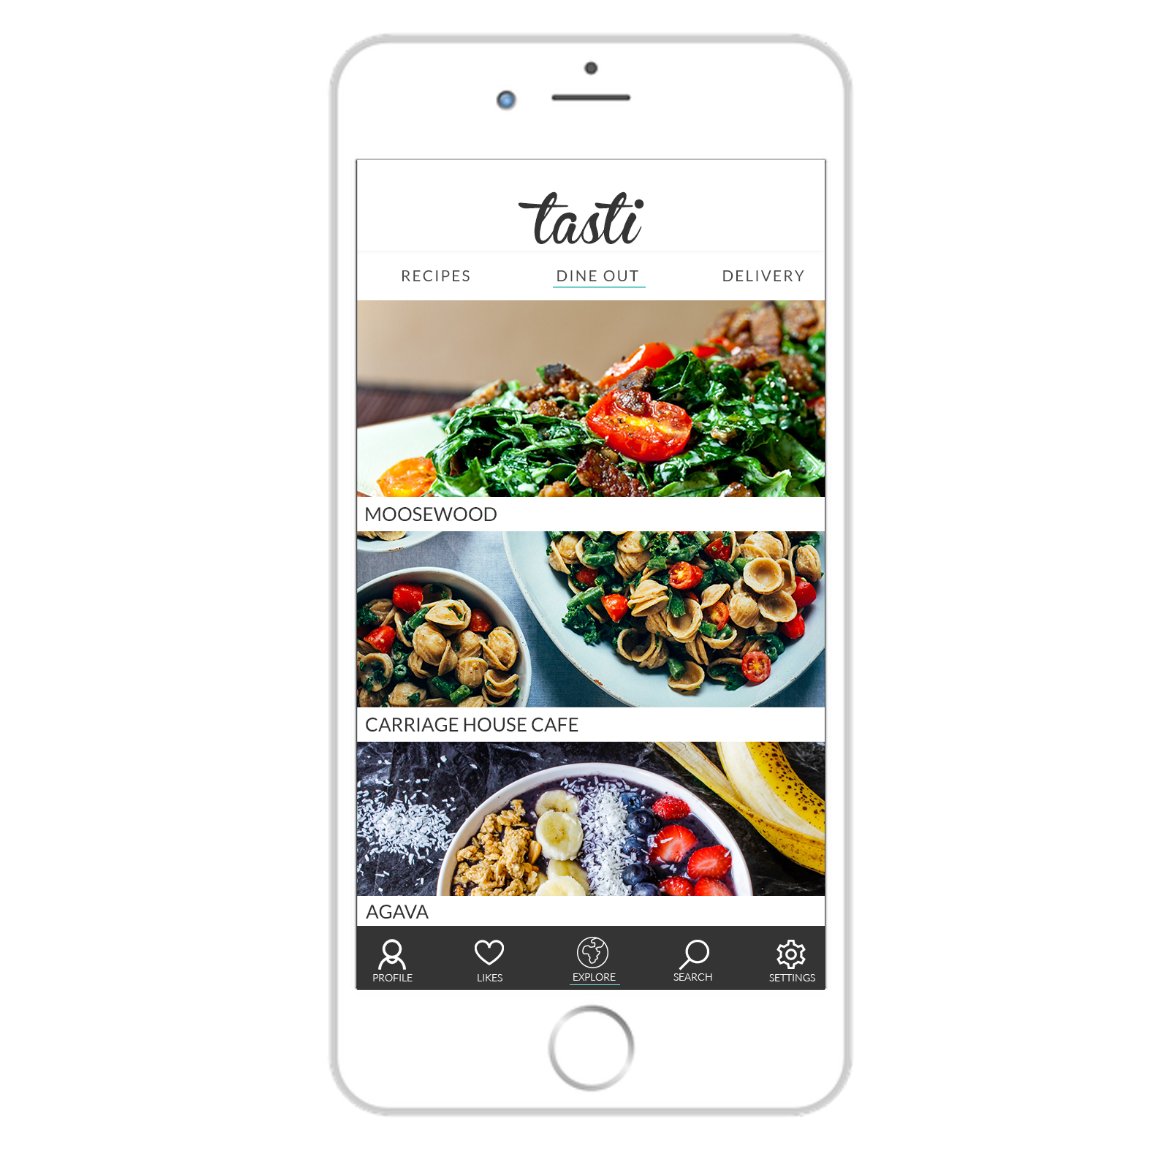 tasti
RECIPES DINE OUT DELIVERY
MOOSEWOOD
CARRIAGE HOUSE CAFE
AGAVA
PROFILE LIKES EXPLORE SEARCH SETTINGS